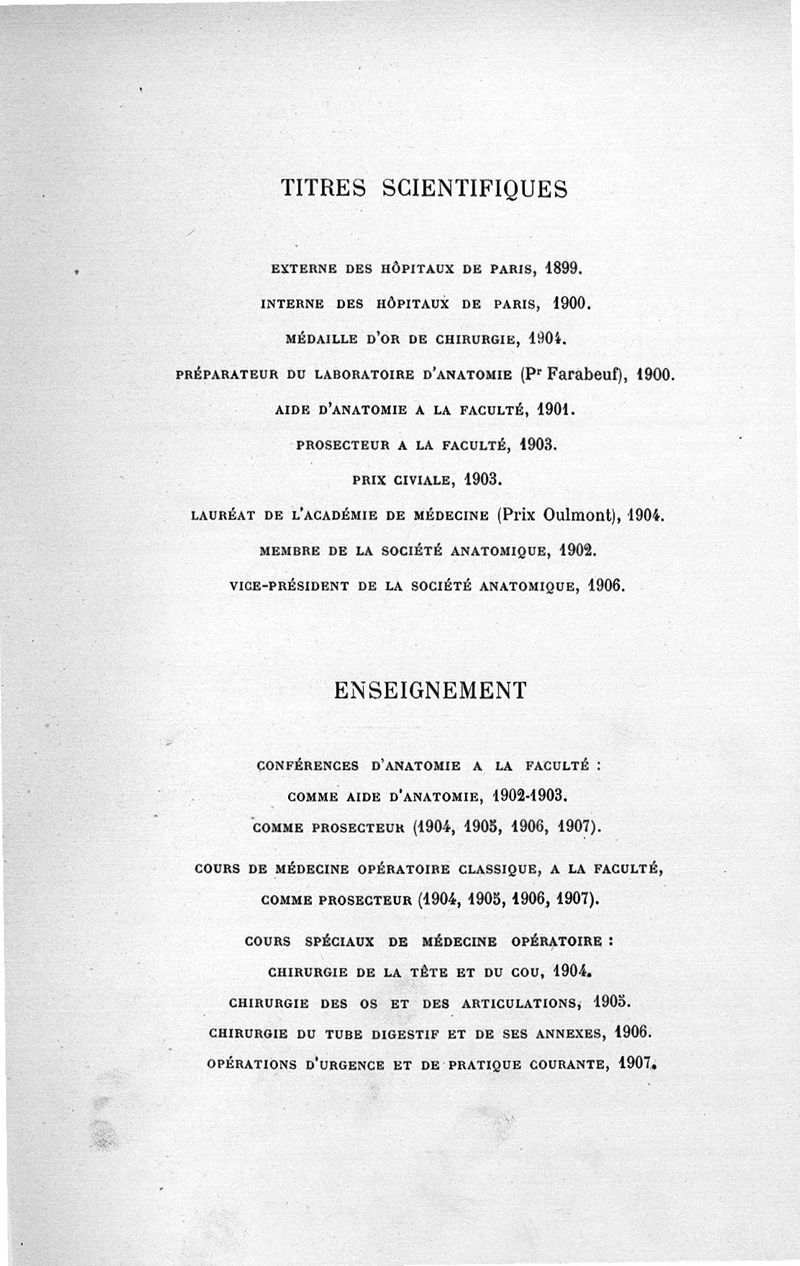 TITRES SCIENTIFIQUES
EXTERNE DES HÔPITAUX DE PARIS, 1899.
INTERNE DES HÔPITAUX DE PARIS, 1900.
MÉDAILLE D'OR DE CHIRURGIE, 1904.
PRÉPARATEUR DU LABORATOIRE D'ANATOMIE (Pr Farabeuf), 1900.
AIDE D'ANATOMIE A LA FACULTÉ, 1901.
PROSECTEUR A LA FACULTÉ, 1903.
PRIX CIVIALE, 1903.
LAURÉAT DE L'ACADÉMIE DE MÉDECINE (Prix Oulmont), 1904.
MEMBRE DE LA SOCIÉTÉ ANATOMIQUE, 1902.
VICE-PRÉSIDENT DE LA SOCIÉTÉ ANATOMIQUE, 1906.
ENSEIGNEMENT
CONFÉRENCES D'ANATOMIE A LA FACULTÉ :
COMME AIDE D'ANATOMIE, 1902-1903.
COMME PROSECTEUR (1904, 1905, 1906, 1907).
COURS DE MÉDECINE OPÉRATOIRE CLASSIQUE, A LA FACULTÉ,
COMME PROSECTEUR (1904, 1905, 1906, 1907).
COURS SPÉCIAUX DE MÉDECINE OPÉRATOIRE :
CHIRURGIE DE LA TÊTE ET DU COU, 1904.
CHIRURGIE DES OS ET DES ARTICULATIONS, 1905.
CHIRURGIE DU TUBE DIGESTIF ET DE SES ANNEXES, 1906.
OPÉRATIONS D'URGENCE ET DE PRATIQUE COURANTE, 1907.